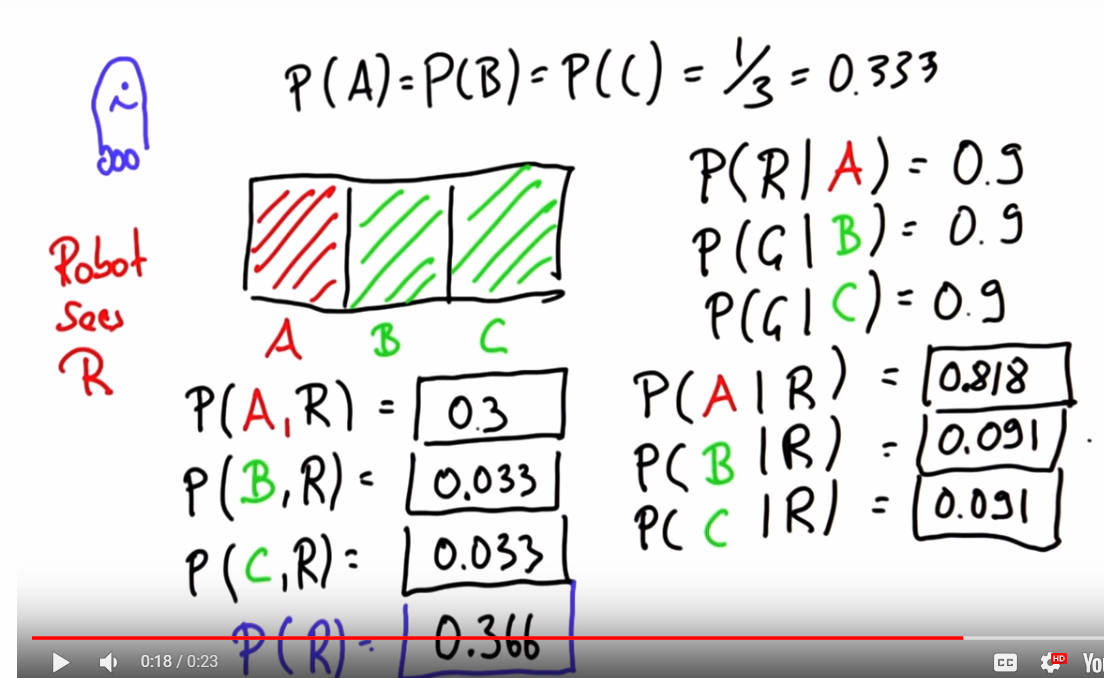 P(A)=P(B)=P(C) = 1/3 = 0.333
P(R|A) = 0.9
P(G|B) = 0.9
P(G|C) = 0.9
Robot
Sees
R
A B C
P(A,R) = 0.3
P(B,R) = 0.033
P(C,R) = 0.033
P(R) = 0.366
P(A|R) = 0.818
P(B|R) = 0.091
P(C|R) = 0.091
0:18 / 0:23
CC HD You